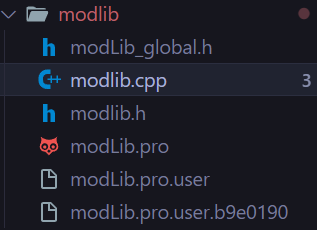 modlib
modLib_global.h
modlib.cpp 3
modlib.h
modLib.pro
modLib.pro.user
modLib.pro.user.b9e0190